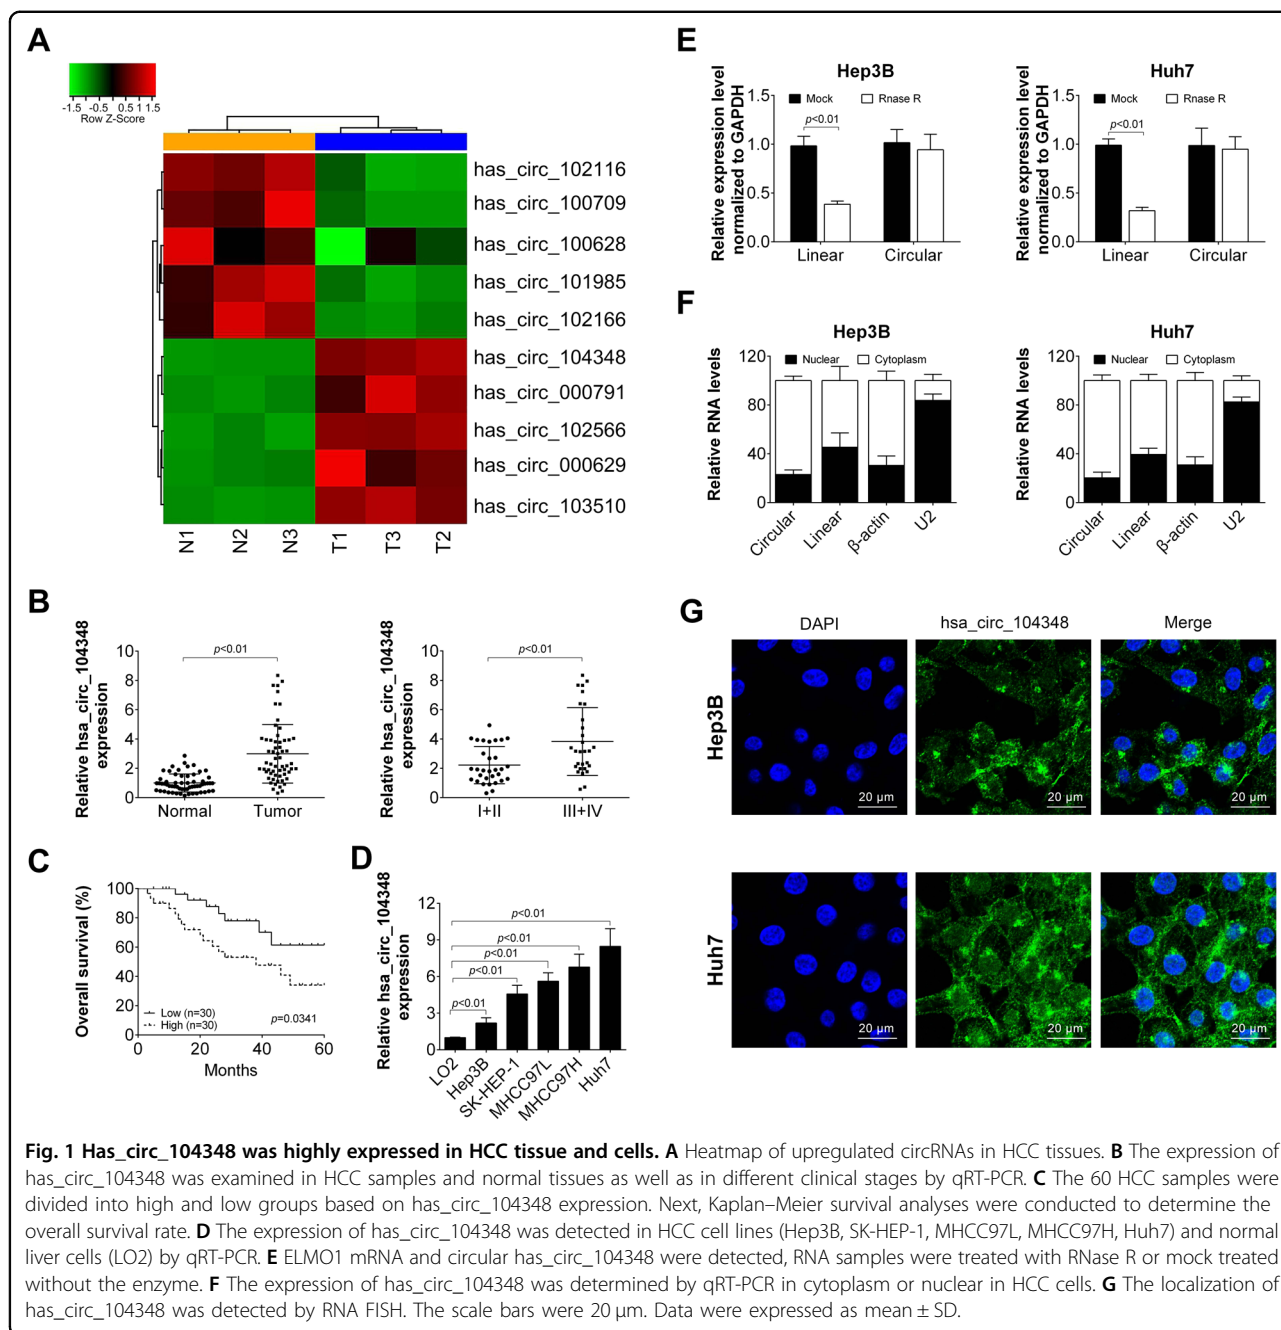 A
-1.5 -0.5 0.5 1.5
Row Z-Score
has_circ_102116
has_circ_100709
has_circ_100628
has_circ_101985
has_circ_102166
has_circ_104348
has_circ_000791
has_circ_102566
has_circ_000629
has_circ_103510
N1 N2 N3 T1 T3 T2
B
Relative hsa_circ_104348
expression
10
8
6
4
2
0
p<0.01
Normal Tumor
Relative hsa_circ_104348
expression
10
8
6
4
2
0
p<0.01
I+II III+IV
C
Overall survival (%)
100
80
60
40
20
0
Low (n=30)
High (n=30)
p=0.0341
0 20 40 60
Months
D
Relative hsa_circ_104348
expression
12
9
6
3
0
p<0.01
p<0.01
p<0.01
p<0.01
p<0.01
LO2 Hep3B SK-HEP-1 MHCC97L MHCC97H Huh7
E
Hep3B
Relative expression level
normalized to GAPDH
1.5
1.0
0.5
0.0
Mock Rnase R
p<0.01
Linear Circular
Huh7
Relative expression level
normalized to GAPDH
1.5
1.0
0.5
0.0
Mock Rnase R
p<0.01
Linear Circular
F
Hep3B
Relative RNA levels
120
80
40
0
Nuclear Cytoplasm
Circular Linear β-actin U2
Huh7
Relative RNA levels
120
80
40
0
Nuclear Cytoplasm
Circular Linear β-actin U2
G
DAPI hsa_circ_104348 Merge
Hep3B
20 μm 20 μm 20 μm
Huh7
20 μm 20 μm 20 μm
Fig. 1 Has_circ_104348 was highly expressed in HCC tissue and cells. A Heatmap of upregulated circRNAs in HCC tissues. B The expression of
has_circ_104348 was examined in HCC samples and normal tissues as well as in different clinical stages by qRT-PCR. C The 60 HCC samples were
divided into high and low groups based on has_circ_104348 expression. Next, Kaplan–Meier survival analyses were conducted to determine the
overall survival rate. D The expression of has_circ_104348 was detected in HCC cell lines (Hep3B, SK-HEP-1, MHCC97L, MHCC97H, Huh7) and normal
liver cells (LO2) by qRT-PCR. E ELMO1 mRNA and circular has_circ_104348 were detected, RNA samples were treated with RNase R or mock treated
without the enzyme. F The expression of has_circ_104348 was determined by qRT-PCR in cytoplasm or nuclear in HCC cells. G The localization of
has_circ_104348 was detected by RNA FISH. The scale bars were 20 μm. Data were expressed as mean ± SD.